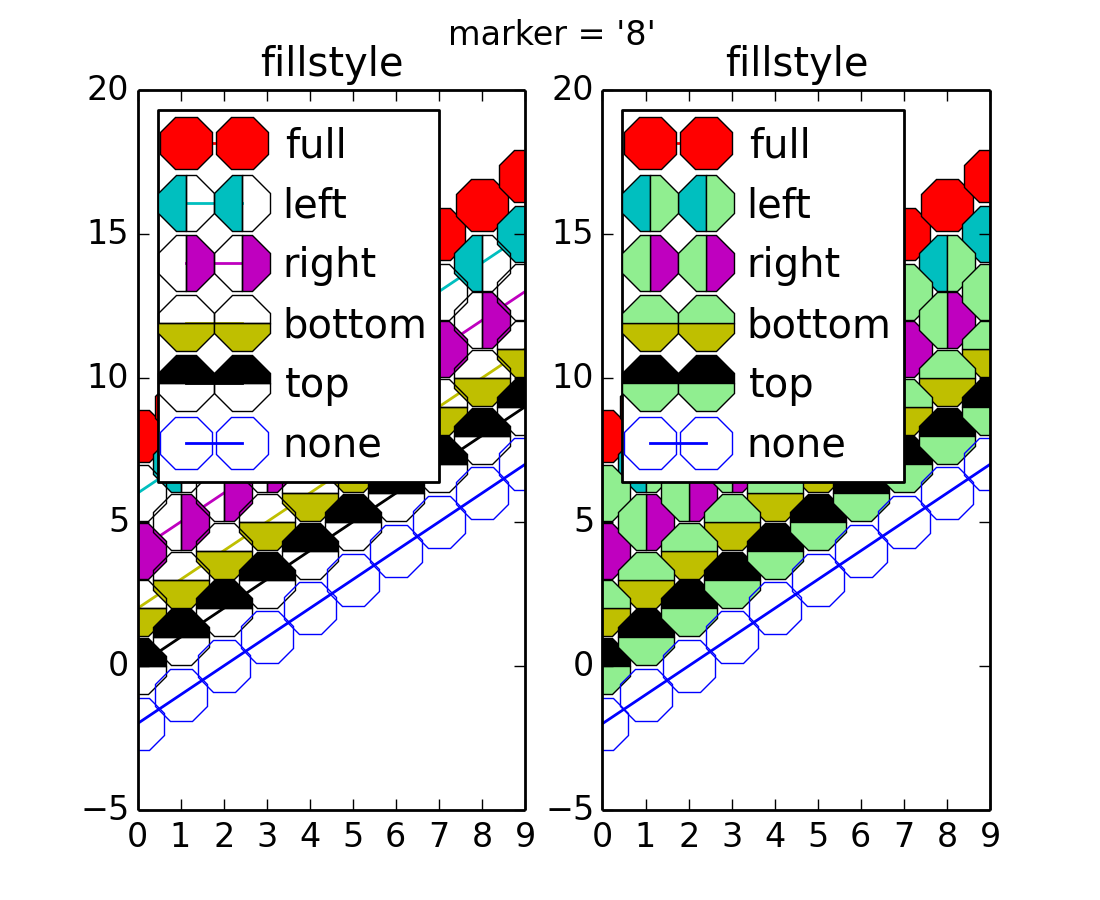 marker = '8'
fillstyle
20
15
10
5
0
−5
0 1 2 3 4 5 6 7 8 9
full
left
right
bottom
top
none
fillstyle
20
15
10
5
0
−5
0 1 2 3 4 5 6 7 8 9
full
left
right
bottom
top
none